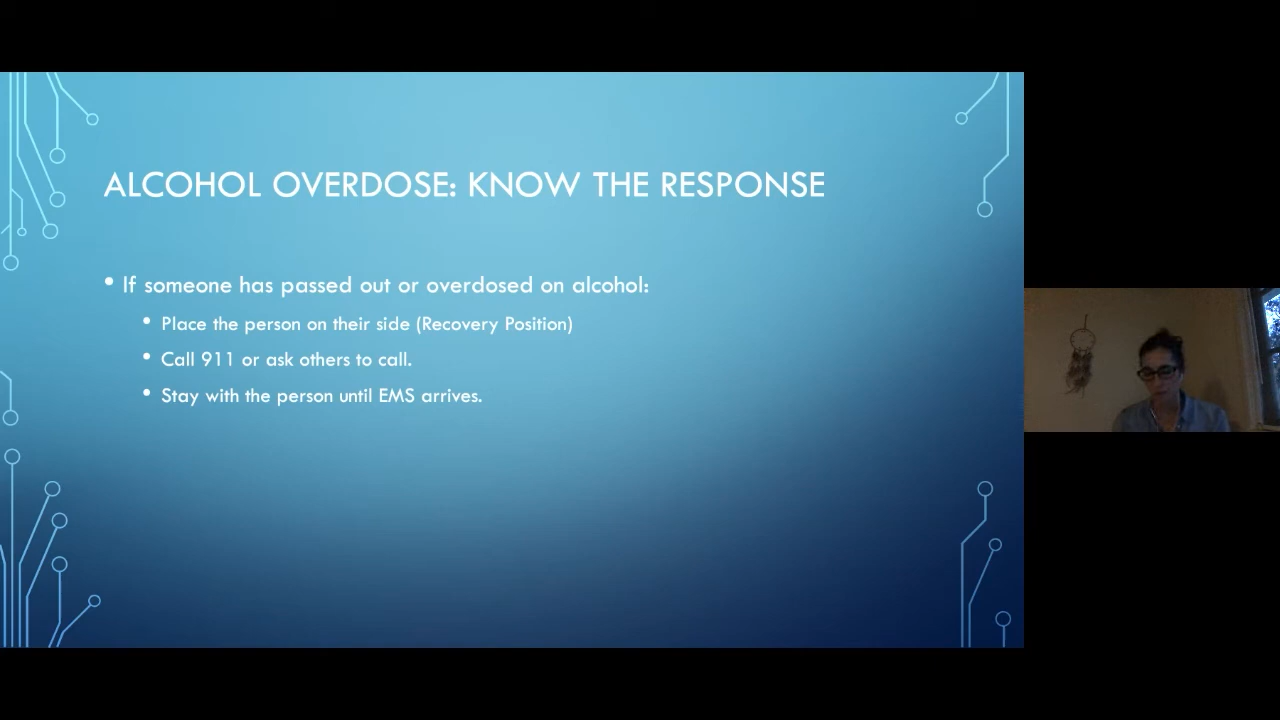 ALCOHOL OVERDOSE: KNOW THE RESPONSE
• If someone has passed out or overdosed on alcohol:
• Place the person on their side (Recovery Position)
• Call 911 or ask others to call.
• Stay with the person until EMS arrives.